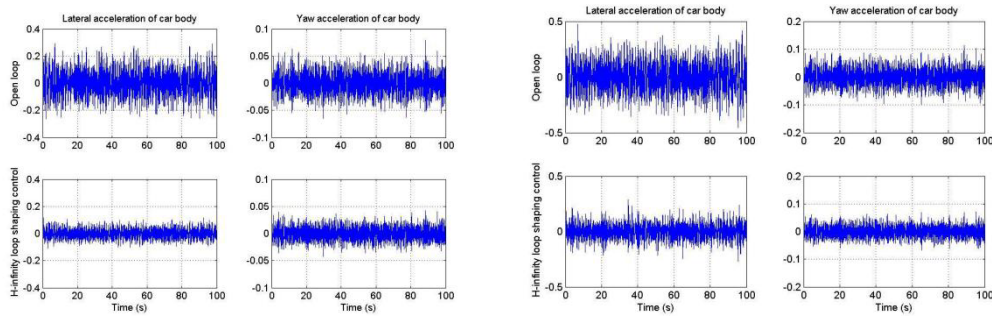 Lateral acceleration of car body
Yaw acceleration of car body
Open loop
0.4
0.2
0
-0.2
-0.4
0 20 40 60 80 100
0.1
0.05
0
-0.05
-0.1
0 20 40 60 80 100
H-infinity loop shaping control
0.4
0.2
0
-0.2
-0.4
0 20 40 60 80 100
Time (s)
0.1
0.05
0
-0.05
0.1
0 20 40 60 80 100
Time (s)
Lateral acceleration of car body
Yaw acceleration of car body
Open loop
0.5
0
-0.5
0 20 40 60 80 100
0.2
0.1
0
-0.1
-0.2
0 20 40 60 80 100
H-infinity loop shaping control
0.5
0
-0.5
0 20 40 60 80 100
Time (s)
0.2
0.1
0
-0.1
-0.2
0 20 40 60 80 100
Time (s)